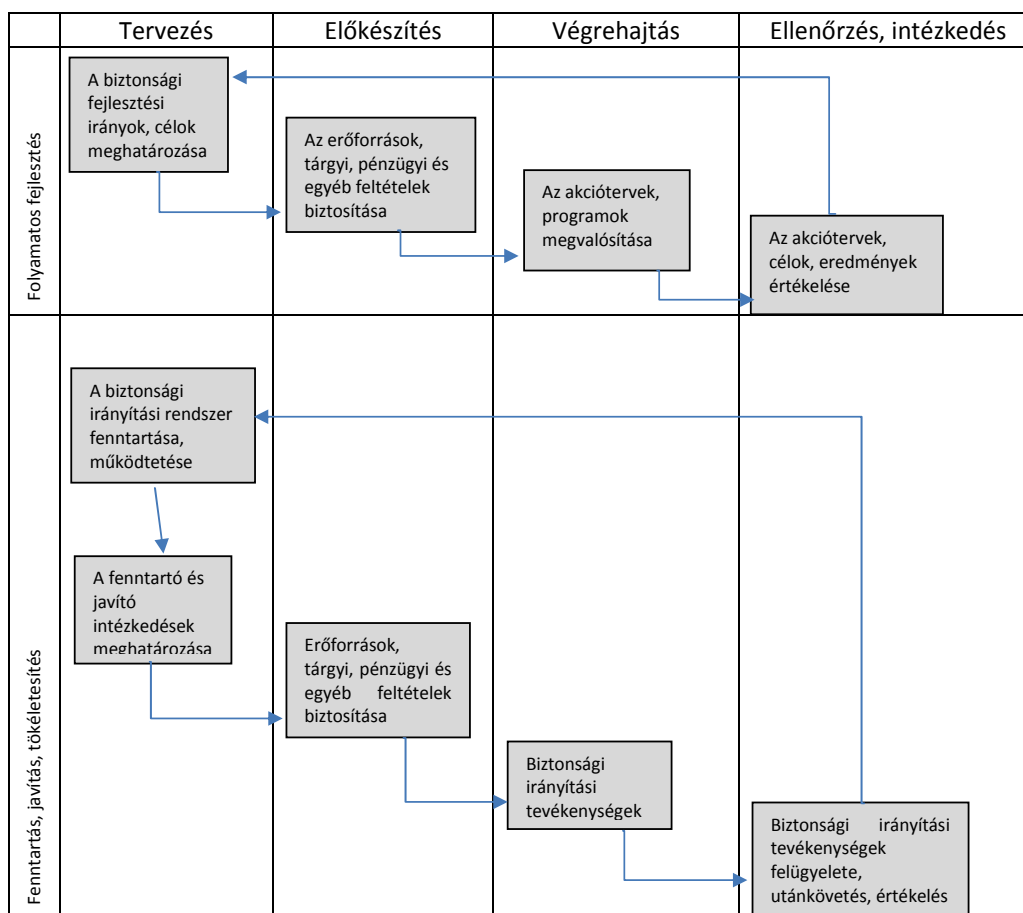 Tervezés
Előkészítés
Végrehajtás
Ellenőrzés, intézkedés
Folyamatos fejlesztés
A biztonsági
fejlesztési
irányok, célok
meghatározása
Az erőforrások,
tárgyi, pénzügyi és
egyéb feltételek
biztosítása
Az akciótervek,
programok
megvalósítása
Az akciótervek,
célok, eredmények
értékelése
Fenntartás, javítás, tökéletesítés
A biztonsági
irányítási rendszer
fenntartása,
működtetése
A fenntartó és
javító
intézkedések
meghatározása
Erőforrások,
tárgyi, pénzügyi és
egyéb feltételek
biztosítása
Biztonsági
irányítási
tevékenységek
Biztonsági irányítási
tevékenységek
felügyelete,
utánkövetés, értékelés